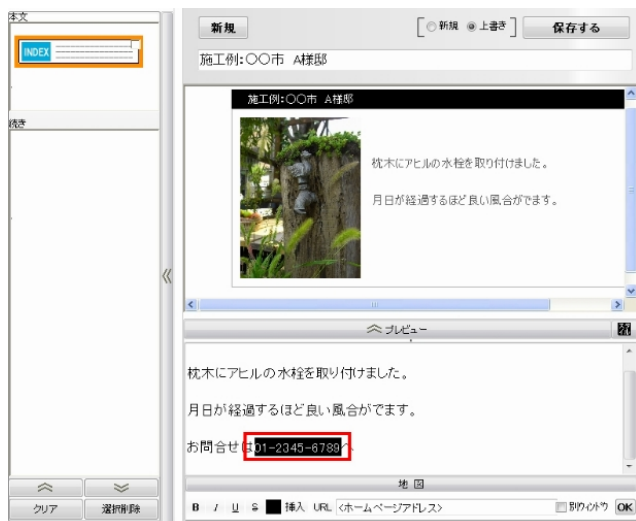 本文
INDEX
続き
クリア
選択削除
新規
新規
上書き
保存する
施工例:〇〇市 A様邸
施工例:〇〇市 A様邸
枕木にアヒルの水栓を取り付けました。
月日が経過するほど良い風合がでます。
プレビュー
枕木にアヒルの水栓を取り付けました。
月日が経過するほど良い風合がでます。
お問合せは01-2345-6789へ
地図
B I U S 挿入 URL <ホームページアドレス> 別ウィンドウ OK